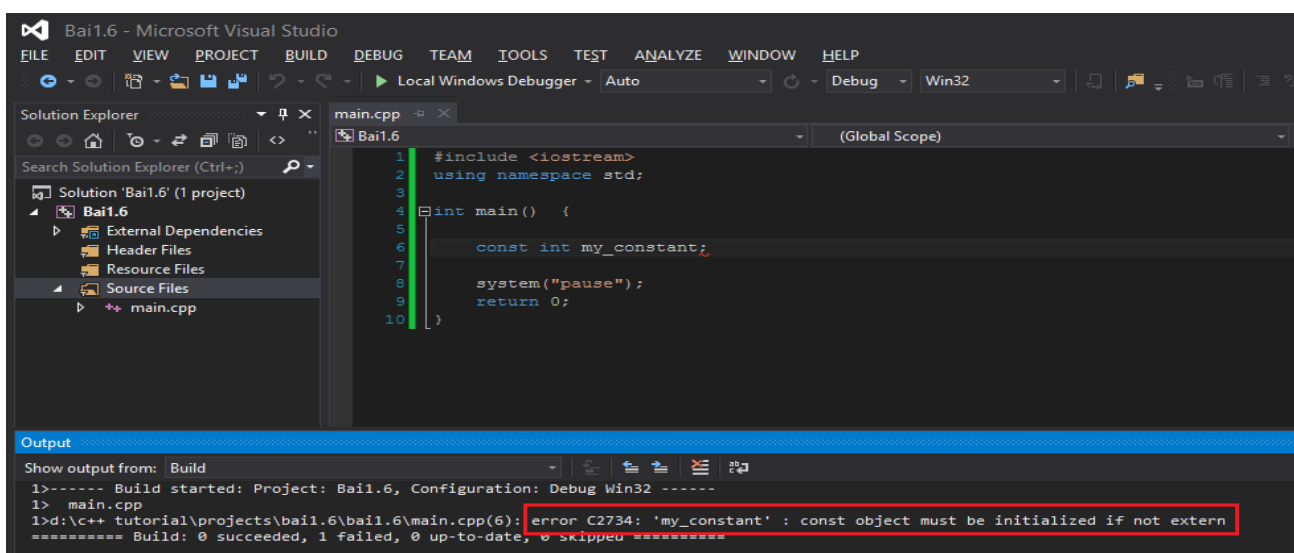 Bai1.6 - Microsoft Visual Studio
FILE EDIT VIEW PROJECT BUILD DEBUG TEAM TOOLS TEST ANALYZE WINDOW HELP
Local Windows Debugger Auto Debug Win32
Solution Explorer
Search Solution Explorer (Ctrl+;)
Solution 'Bai1.6' (1 project)
Bai1.6
External Dependencies
Header Files
Resource Files
Source Files
main.cpp
main.cpp
Bai1.6 (Global Scope)
1 #include <iostream>
2 using namespace std;
3
4 int main() {
5
6 const int my_constant;
7
8 system("pause");
9 return 0;
10 }
Output
Show output from: Build
1>------ Build started: Project: Bai1.6, Configuration: Debug Win32 ------
1> main.cpp
1>d:\c++ tutorial\projects\bai1.6\bai1.6\main.cpp(6): error C2734: 'my_constant' : const object must be initialized if not extern
========== Build: 0 succeeded, 1 failed, 0 up-to-date, 0 skipped ==========